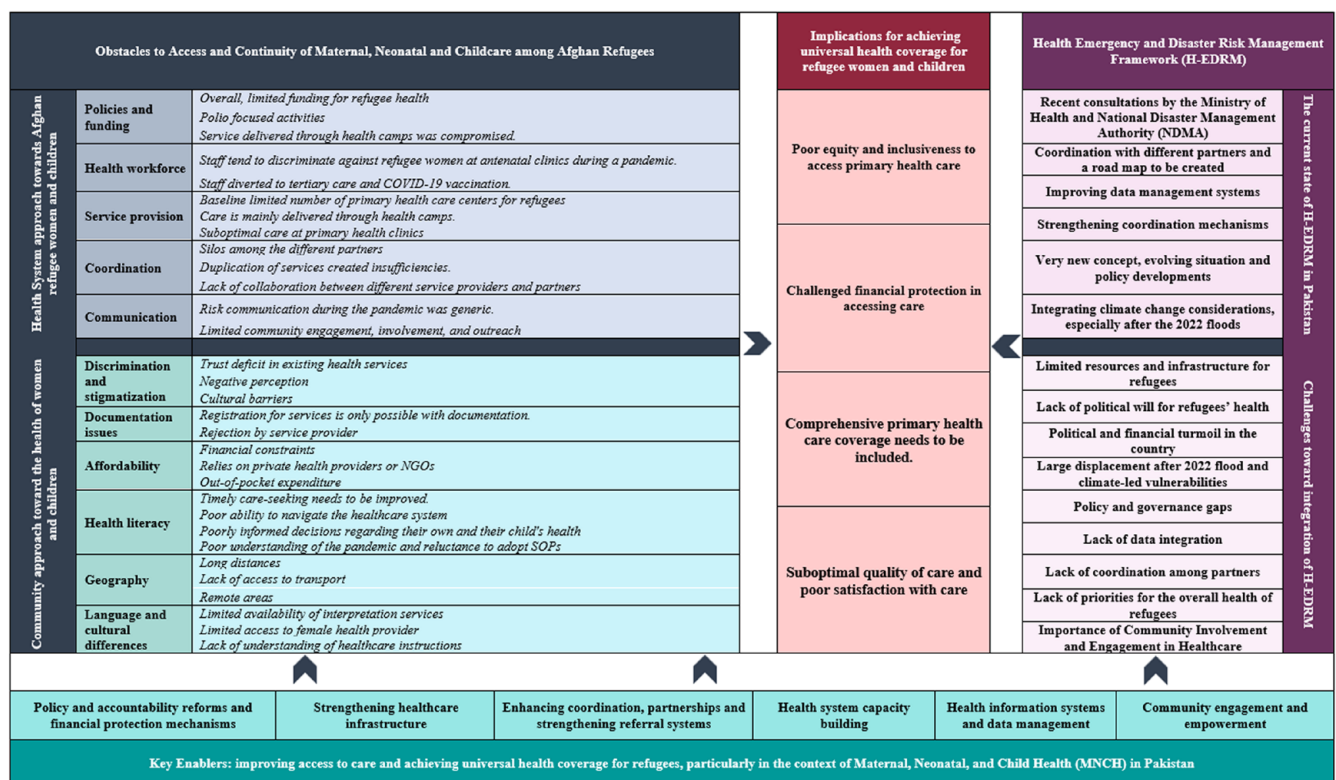 Obstacles to Access and Continuity of Maternal, Neonatal and Childcare among Afghan Refugees
Implications for achieving
universal health coverage for
refugee women and children
Health Emergency and Disaster Risk Management
Framework (H-EDRM)
Health System approach towards Afghan
refugee women and children
Policies and
funding
Overall, limited funding for refugee health
Polio focused activities
Service delivered through health camps was compromised.
Health workforce
Staff tend to discriminate against refugee women at antenatal clinics during a pandemic.
Staff diverted to tertiary care and COVID-19 vaccination.
Service provision
Baseline limited number of primary health care centers for refugees
Care is mainly delivered through health camps.
Suboptimal care at primary health clinics
Coordination
Silos among the different partners
Duplication of services created insufficiencies.
Lack of collaboration between different service providers and partners
Communication
Risk communication during the pandemic was generic.
Limited community engagement, involvement, and outreach
Community approach toward the health of women
and children
Discrimination
and
stigmatization
Trust deficit in existing health services
Negative perception
Cultural barriers
Documentation
issues
Registration for services is only possible with documentation.
Rejection by service provider
Affordability
Financial constraints
Relies on private health providers or NGOs
Out-of-pocket expenditure
Health literacy
Timely care-seeking needs to be improved.
Poor ability to navigate the healthcare system
Poorly informed decisions regarding their own and their child's health
Poor understanding of the pandemic and reluctance to adopt SOPs
Geography
Long distances
Lack of access to transport
Remote areas
Language and
cultural
differences
Limited availability of interpretation services
Limited access to female health provider
Lack of understanding of healthcare instructions
Poor equity and inclusiveness to
access primary health care
Challenged financial protection in
accessing care
Comprehensive primary health
care coverage needs to be
included.
Suboptimal quality of care and
poor satisfaction with care
Recent consultations by the Ministry of
Health and National Disaster Management
Authority (NDMA)
Coordination with different partners and
a road map to be created
Improving data management systems
Strengthening coordination mechanisms
Very new concept, evolving situation and
policy developments
Integrating climate change considerations,
especially after the 2022 floods
The current state of H-EDRM in Pakistan
Limited resources and infrastructure for
refugees
Lack of political will for refugees' health
Political and financial turmoil in the
country
Large displacement after 2022 flood and
climate-led vulnerabilities
Policy and governance gaps
Lack of data integration
Lack of coordination among partners
Lack of priorities for the overall health of
refugees
Importance of Community Involvement
and Engagement in Healthcare
Challenges toward integration of H-EDRM
Policy and accountability reforms and
financial protection mechanisms
Strengthening healthcare
infrastructure
Enhancing coordination, partnerships and
strengthening referral systems
Health system capacity
building
Health information systems
and data management
Community engagement and
empowerment
Key Enablers: improving access to care and achieving universal health coverage for refugees, particularly in the context of Maternal, Neonatal, and Child Health (MNCH) in Pakistan